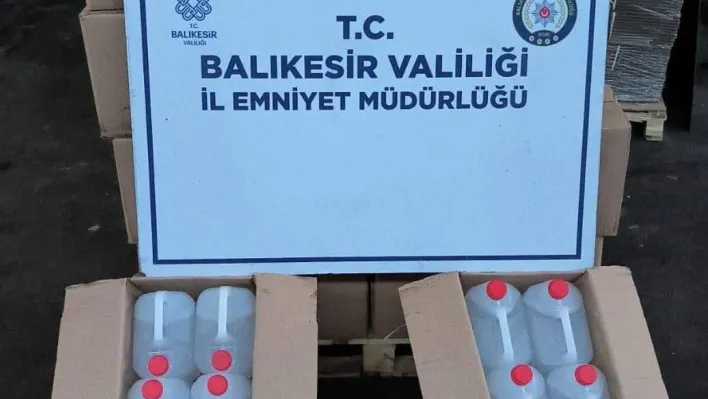 T.C.
BALIKESİR
VALİLİĞİ
T.C.
BALIKESİR VALİLİĞİ
İL EMNİYET MÜDÜRLÜĞÜ